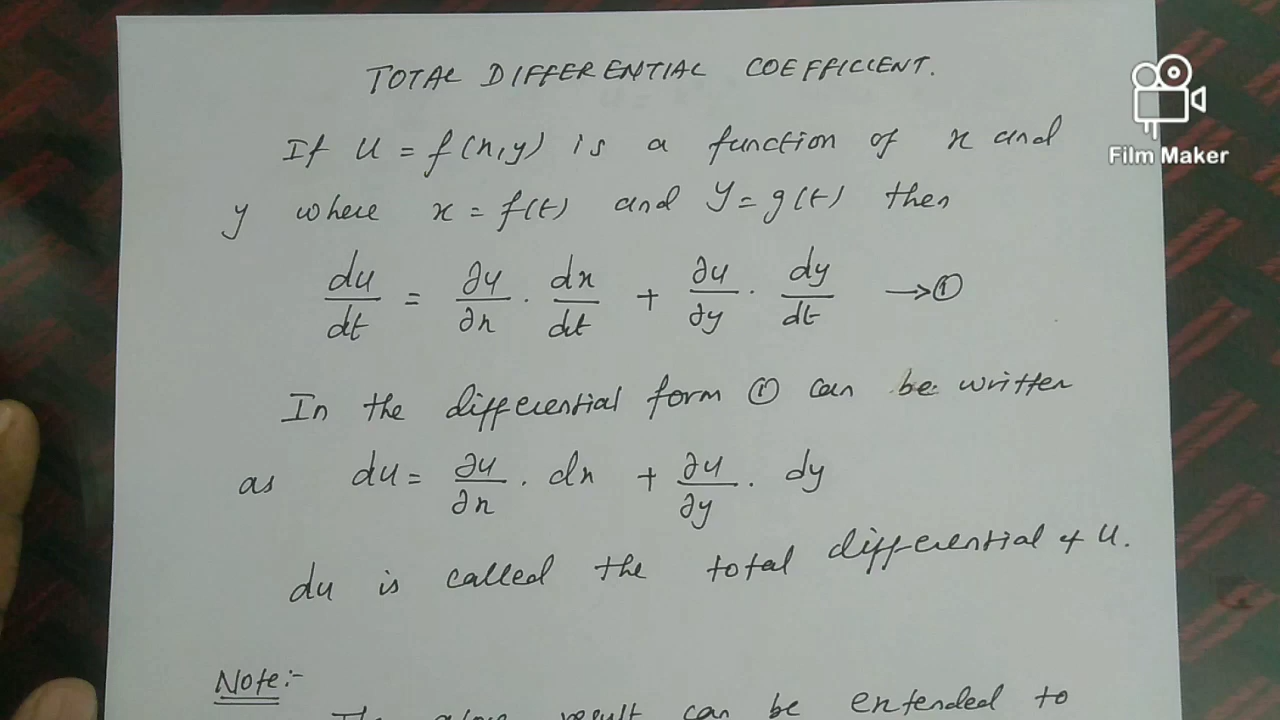 TOTAL DIFFERENTIAL COEFFICIENT.
Film Maker
If u = f(x,y) is a function of x and
y where x = f(t) and y = g(t) then
du/dt = ∂u/∂x . dx/dt + ∂u/∂y . dy/dt → ①
In the differential form ① can be written
as du = ∂u/∂x . dx + ∂u/∂y . dy
du is called the total differential of u.
Note:-
The above result can be extended to